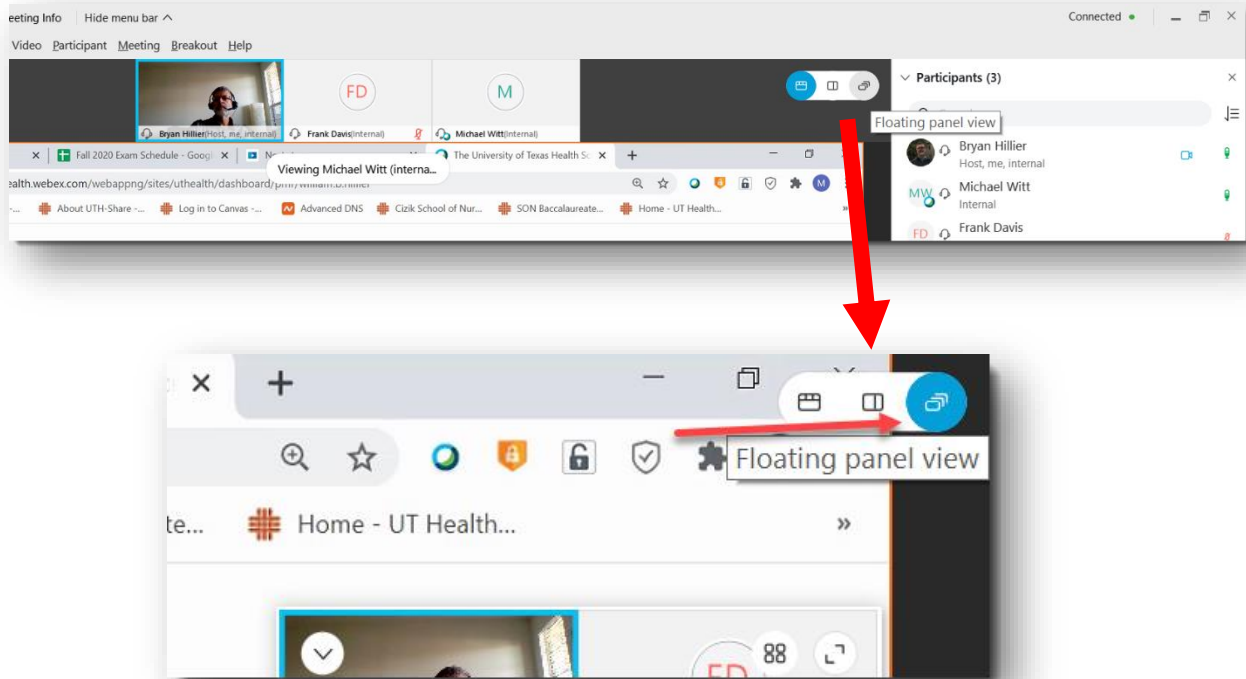 eeting Info Hide menu bar
Connected
Video Participant Meeting Breakout Help
FD
M
Participants (3)
Floating panel view
Bryan Hillier(Host, me, internal) Frank Davis(Internal) Michael Witt(Internal)
Bryan Hillier
Host, me, internal
Fall 2020 Exam Schedule - Googl
The University of Texas Health Sc
Viewing Michael Witt (interna...
ealth.webex.com/webappng/sites/uthealth/dashboard/
M
MW Michael Witt
Internal
About UTH-Share -... Log in to Canvas -... Advanced DNS Cizik School of Nur... SON Baccalaureate... Home - UT Health...
»
FD Frank Davis
Floating panel view
te... Home - UT Health... »
FD